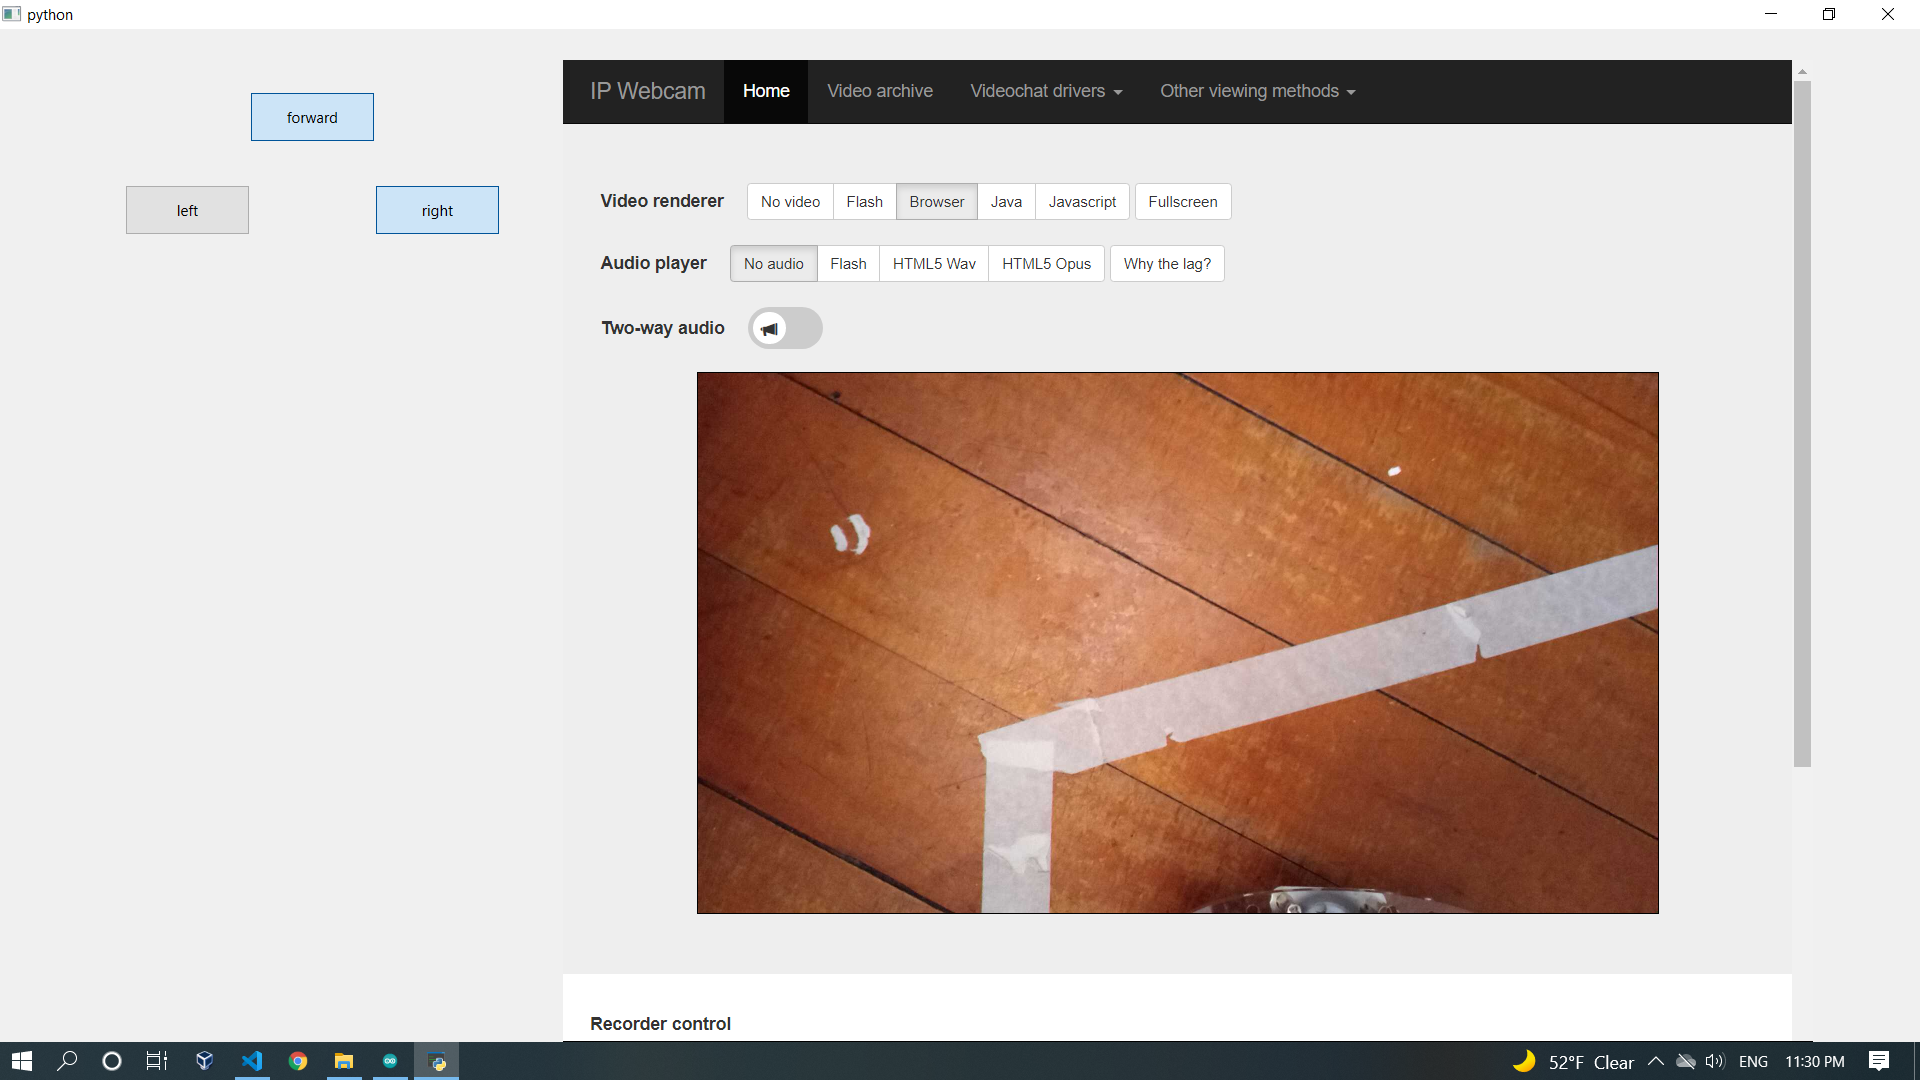 python
forward
left right
IP Webcam Home Video archive Videochat drivers Other viewing methods
Video renderer No video Flash Browser Java Javascript Fullscreen
Audio player No audio Flash HTML5 Wav HTML5 Opus Why the lag?
Two-way audio
Recorder control
52°F Clear ENG 11:30 PM